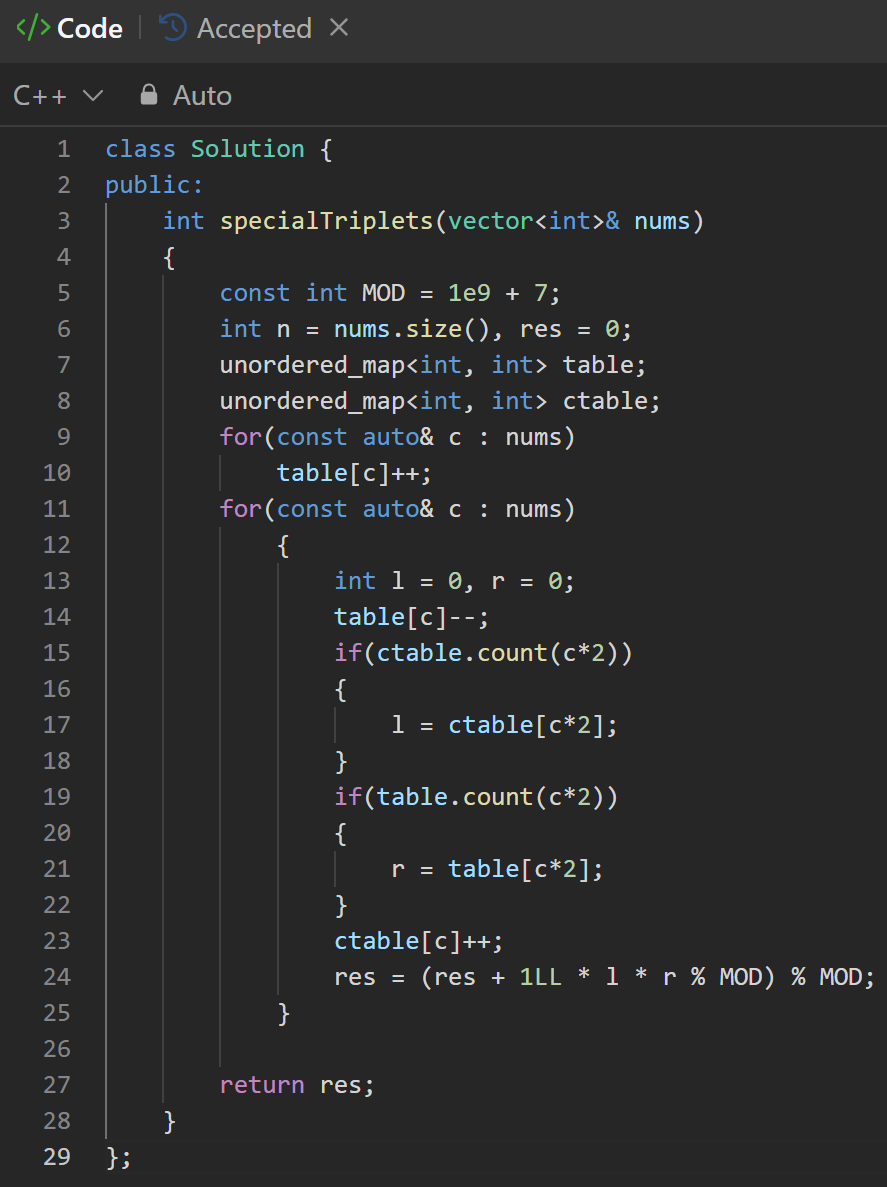 </> Code | Accepted ×
C++ Auto
1 class Solution {
2 public:
3     int specialTriplets(vector<int>& nums)
4     {
5         const int MOD = 1e9 + 7;
6         int n = nums.size(), res = 0;
7         unordered_map<int, int> table;
8         unordered_map<int, int> ctable;
9         for(const auto& c : nums)
10             table[c]++;
11         for(const auto& c : nums)
12             {
13                 int l = 0, r = 0;
14                 table[c]--;
15                 if(ctable.count(c*2))
16                 {
17                     l = ctable[c*2];
18                 }
19                 if(table.count(c*2))
20                 {
21                     r = table[c*2];
22                 }
23                 ctable[c]++;
24                 res = (res + 1LL * l * r % MOD) % MOD;
25             }
26
27         return res;
28     }
29 };